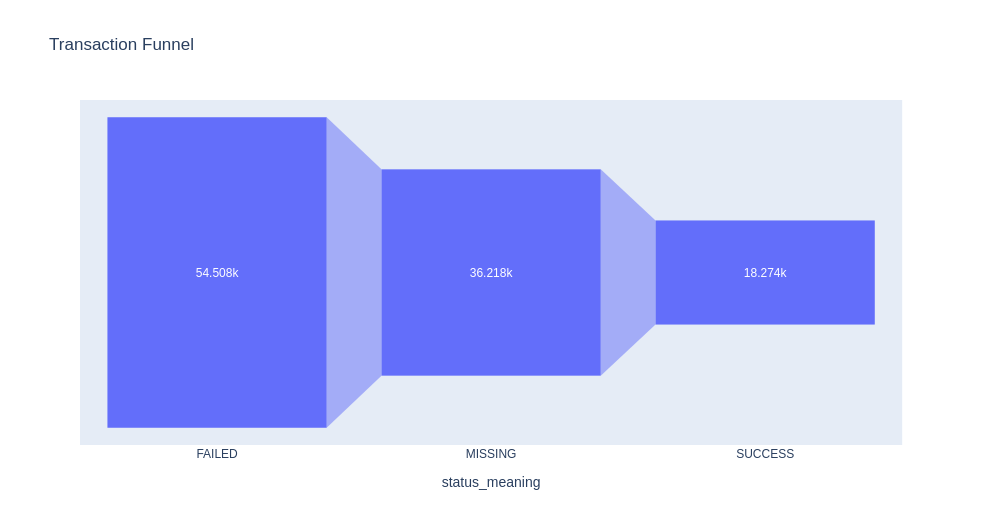 Transaction Funnel
54.508k
36.218k
18.274k
FAILED
MISSING
SUCCESS
status_meaning